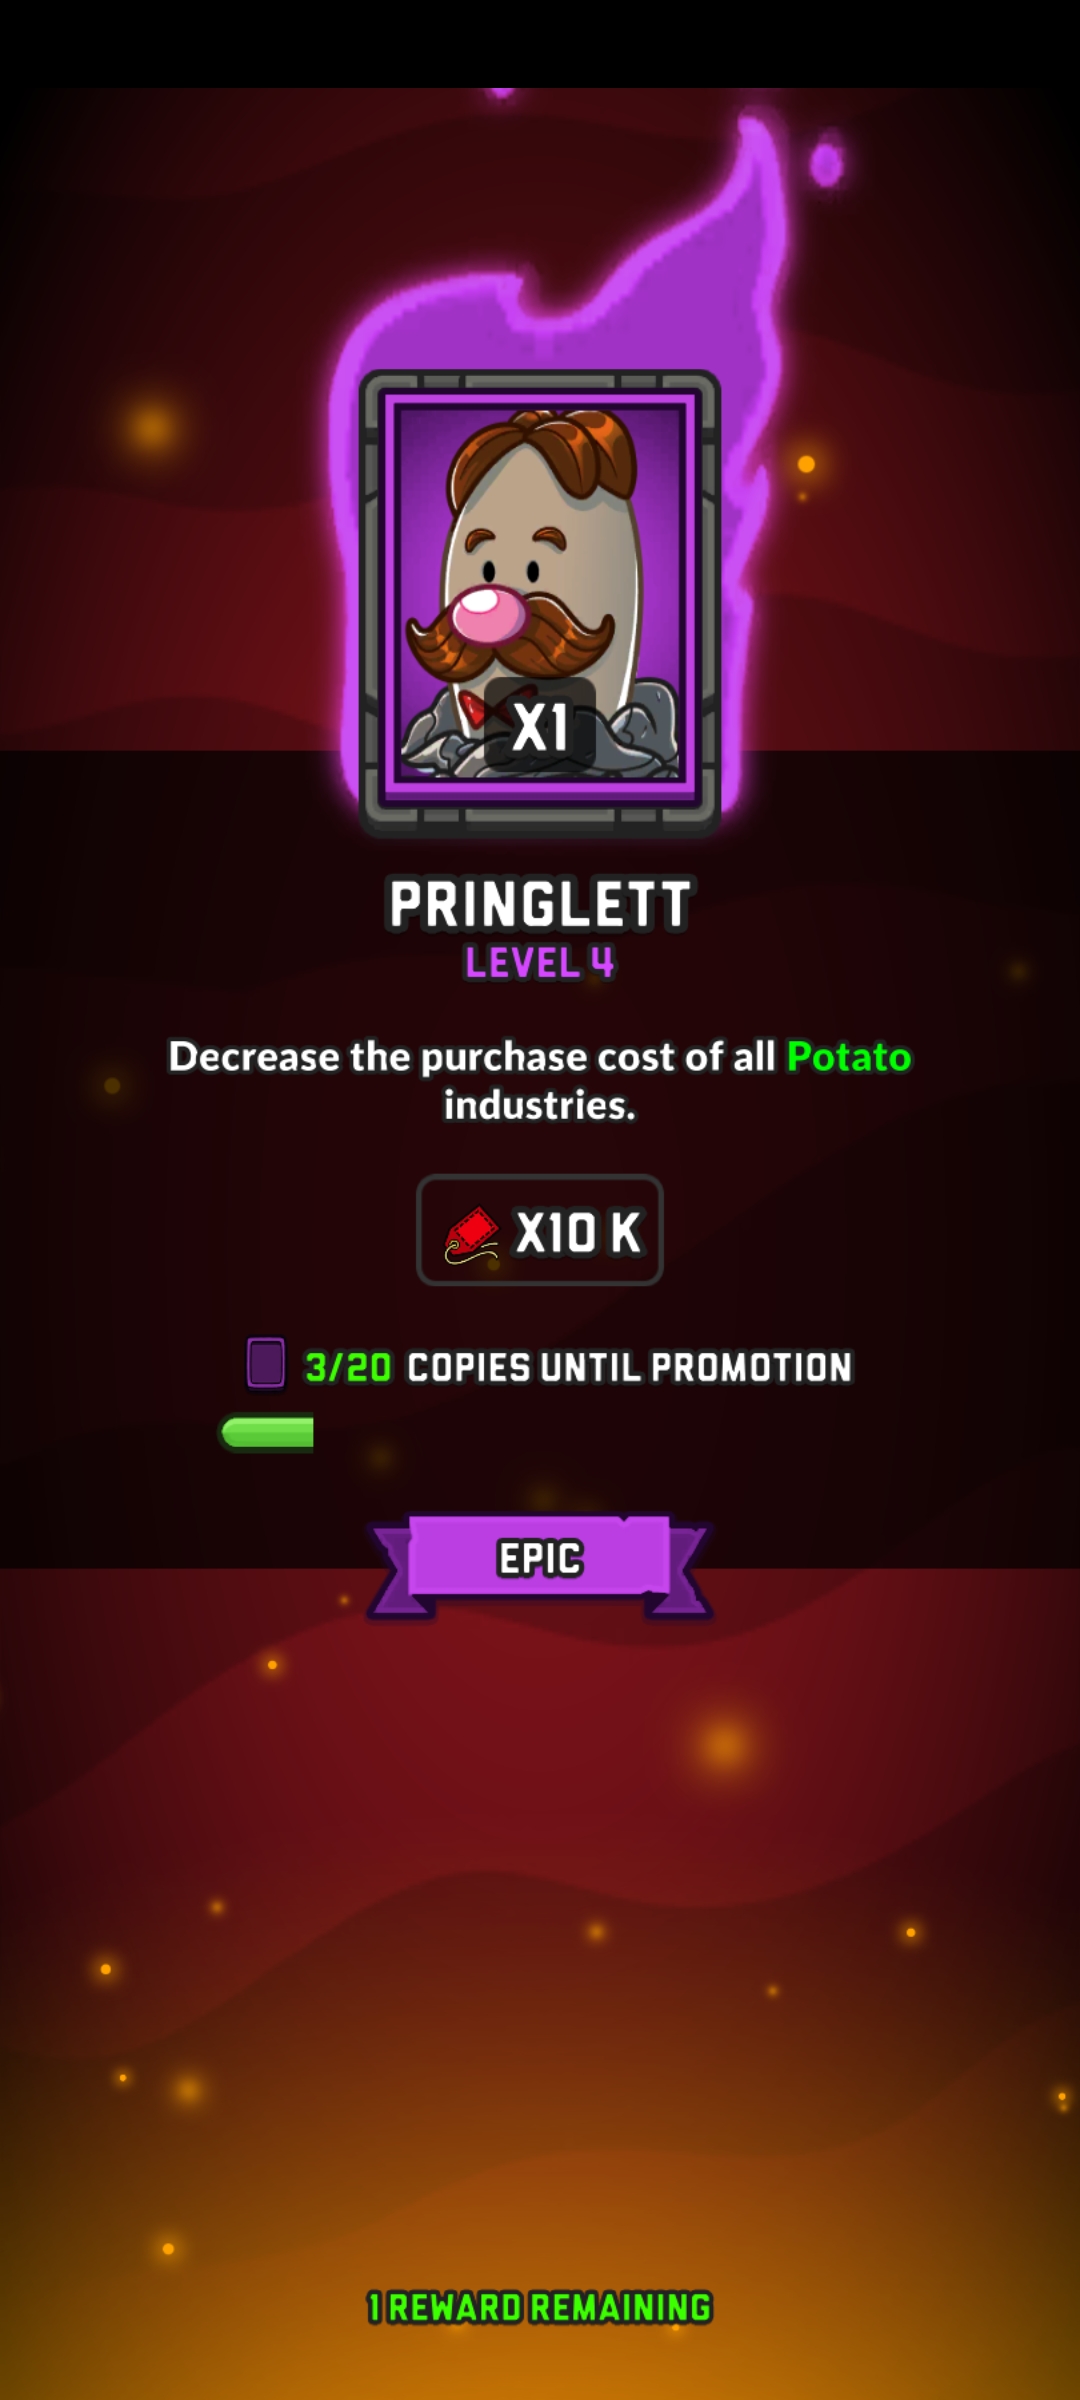 X1
PRINGLETT
LEVEL 4
Decrease the purchase cost of all Potato
industries.
X10 K
3/20 COPIES UNTIL PROMOTION
EPIC
1 REWARD REMAINING